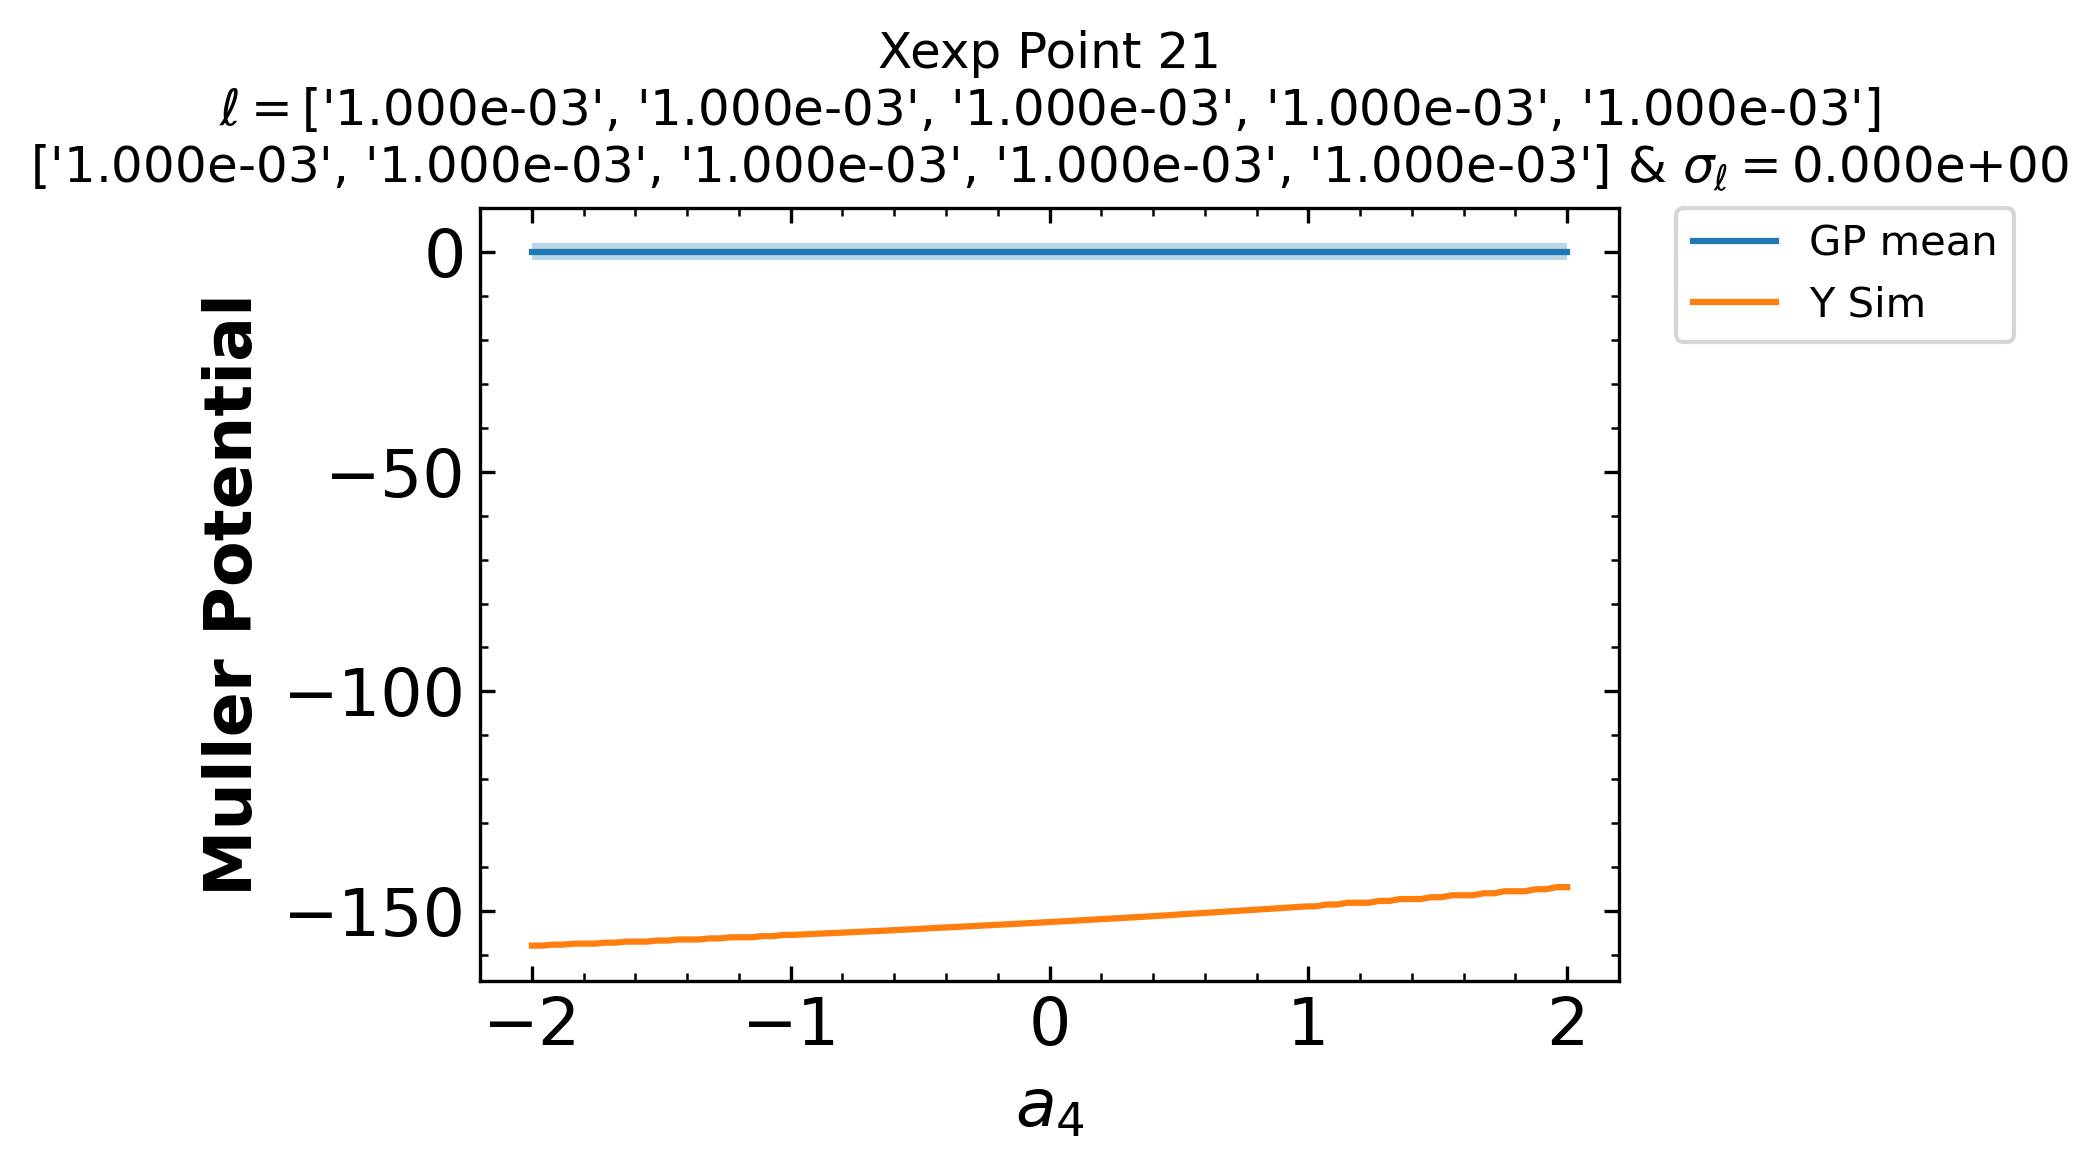 Xexp Point 21
ℓ = ['1.000e-03', '1.000e-03', '1.000e-03', '1.000e-03', '1.000e-03']
['1.000e-03', '1.000e-03', '1.000e-03', '1.000e-03', '1.000e-03'] & σℓ = 0.000e+00
GP mean
Y Sim
Muller Potential
0
−50
−100
−150
−2 −1 0 1 2
a₄